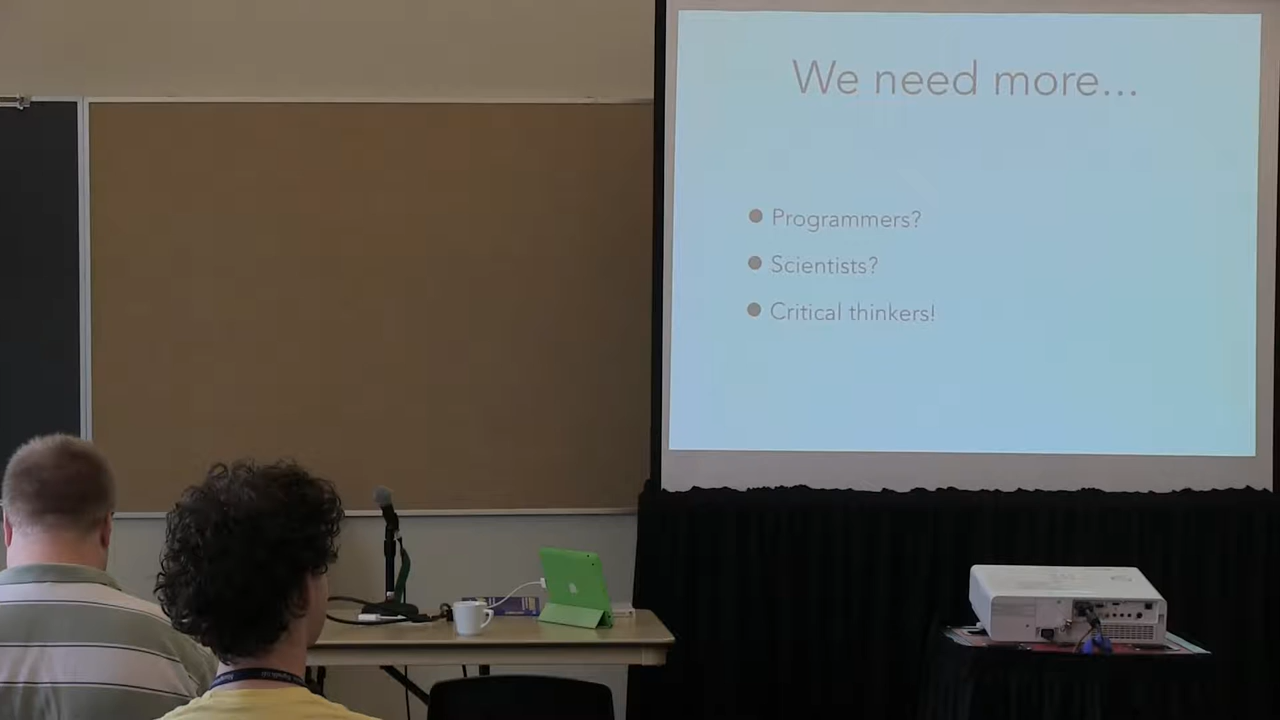 We need more...
Programmers?
Scientists?
Critical thinkers!